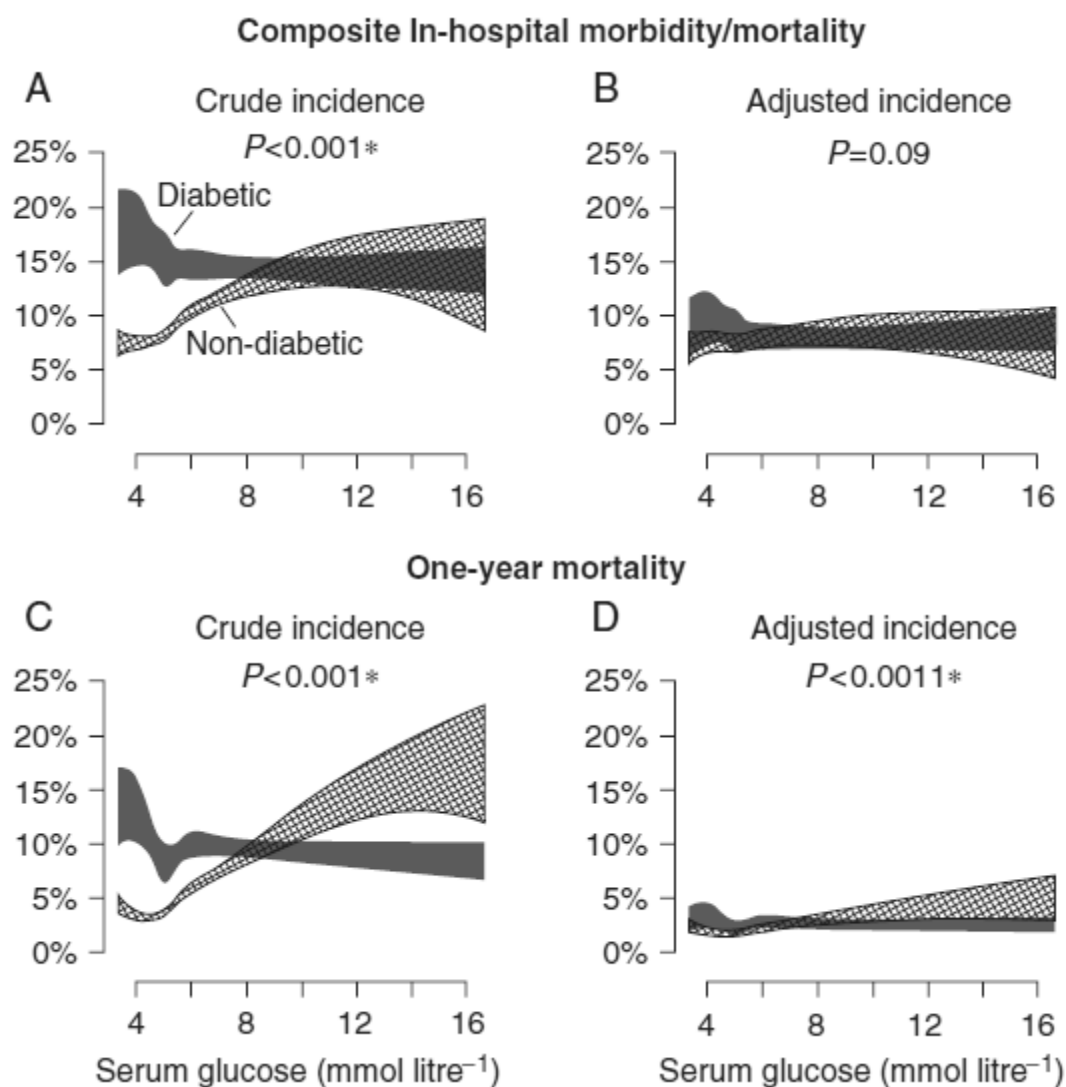 Composite In-hospital morbidity/mortality
A
Crude incidence
P<0.001*
25%
20%
15%
10%
5%
0%
Diabetic
Non-diabetic
4 8 12 16
B
Adjusted incidence
P=0.09
25%
20%
15%
10%
5%
0%
4 8 12 16
One-year mortality
C
Crude incidence
P<0.001*
25%
20%
15%
10%
5%
0%
4 8 12 16
Serum glucose (mmol litre⁻¹)
D
Adjusted incidence
P<0.0011*
25%
20%
15%
10%
5%
0%
4 8 12 16
Serum glucose (mmol litre⁻¹)